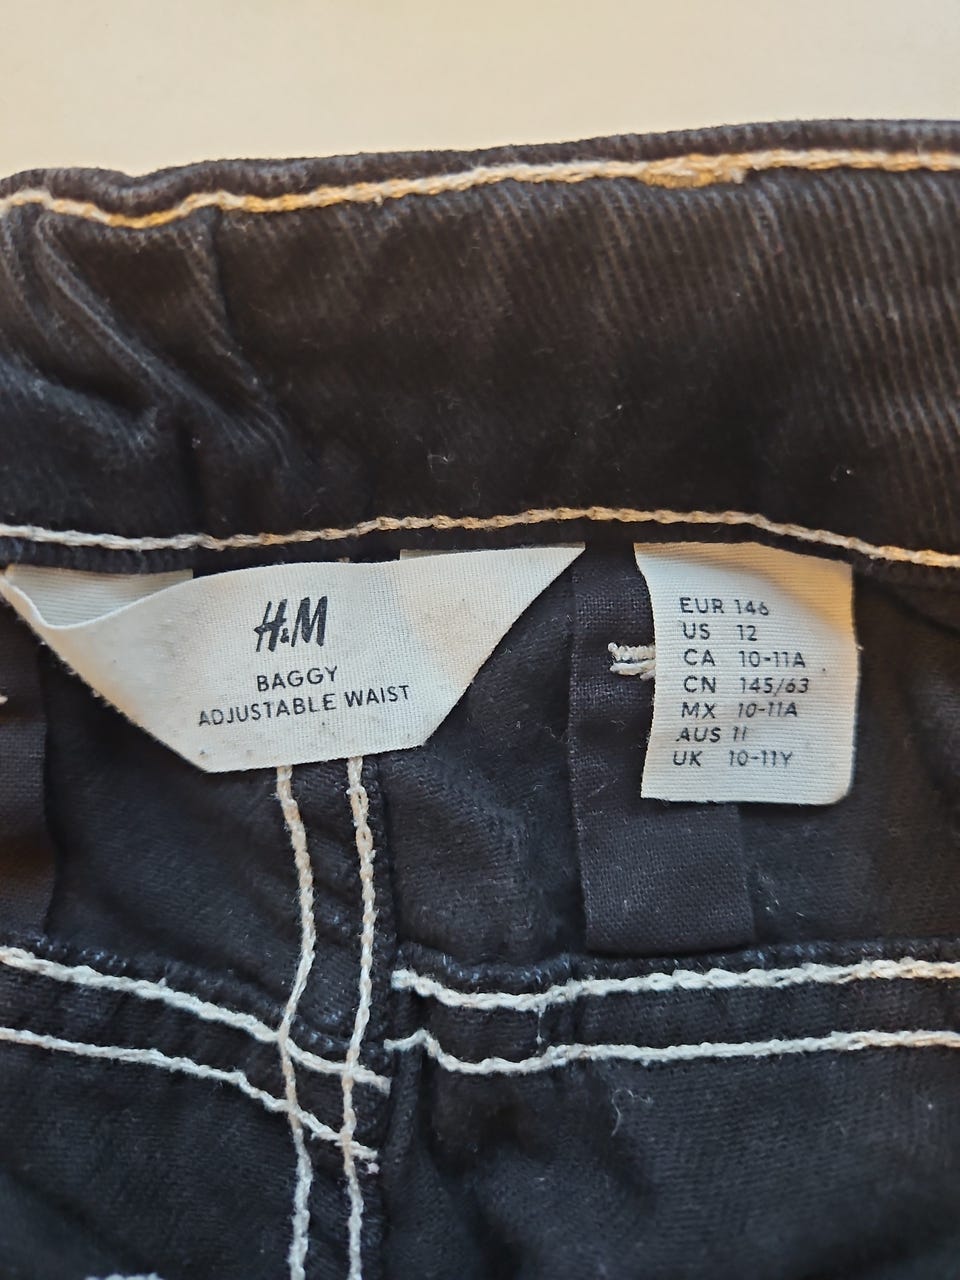 H&M
BAGGY
ADJUSTABLE WAIST
EUR 146
US 12
CA 10-11A
CN 145/63
MX 10-11A
AUS 11
UK 10-11Y